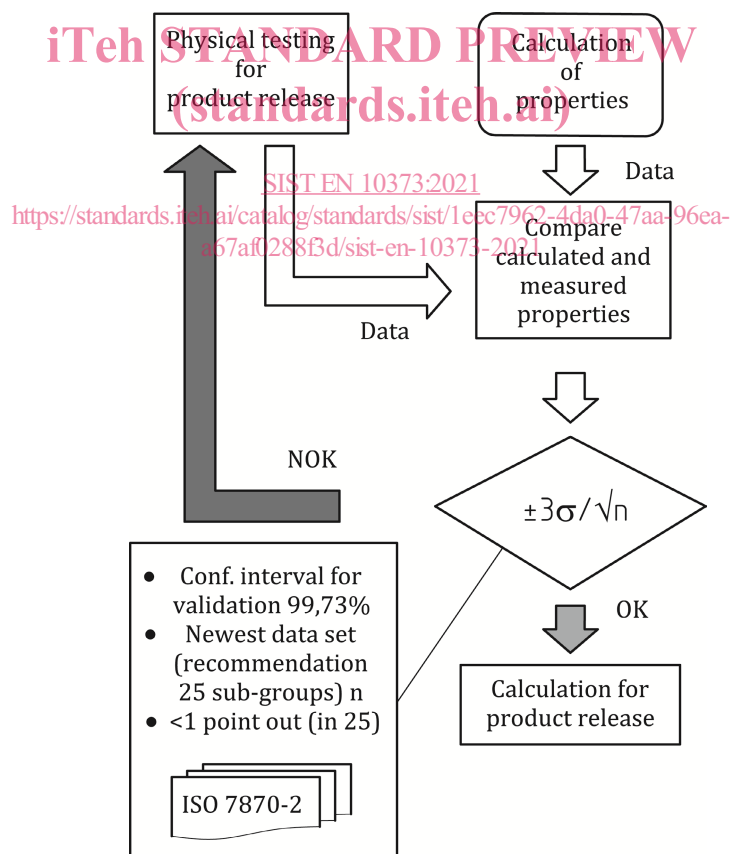 iTeh STANDARD PREVIEW
(standards.iteh.ai)
SIST EN 10373:2021
https://standards.iteh.ai/catalog/standards/sist/1eec7962-4da0-47aa-96ea-
a67af0288f3d/sist-en-10373-2021
Physical testing
for
product release
Calculation
of
properties
Data
Compare
calculated and
measured
properties
Data
NOK
±3σ/√n
OK
Calculation for
product release
• Conf. interval for
validation 99,73%
• Newest data set
(recommendation
25 sub-groups) n
• <1 point out (in 25)
ISO 7870-2